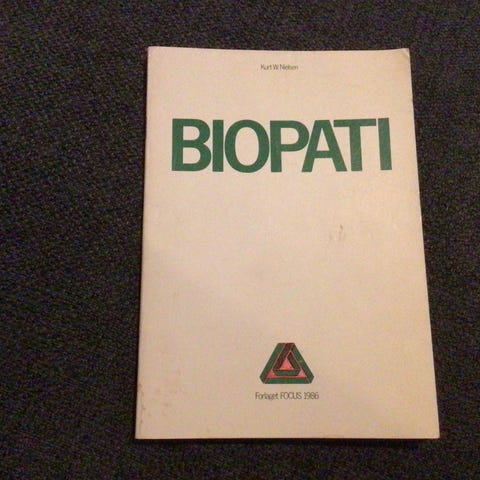 Kurt W. Nielsen
BIOPATI
Forlaget FOCUS 1986